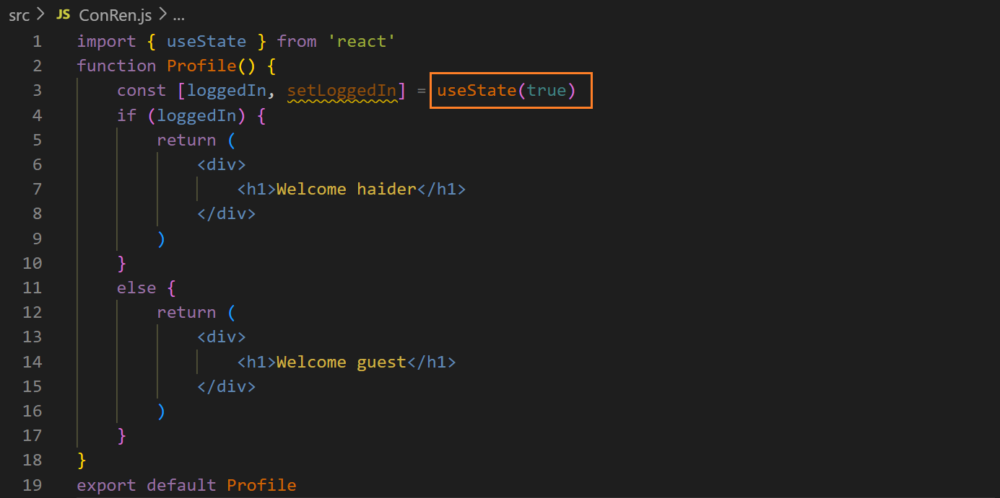 src > JS ConRen.js > ...
1 import { useState } from 'react'
2 function Profile() {
3     const [loggedIn, setLoggedIn] = useState(true)
4     if (loggedIn) {
5         return (
6             <div>
7                 <h1>Welcome haider</h1>
8             </div>
9         )
10     }
11     else {
12         return (
13             <div>
14                 <h1>Welcome guest</h1>
15             </div>
16         )
17     }
18 }
19 export default Profile